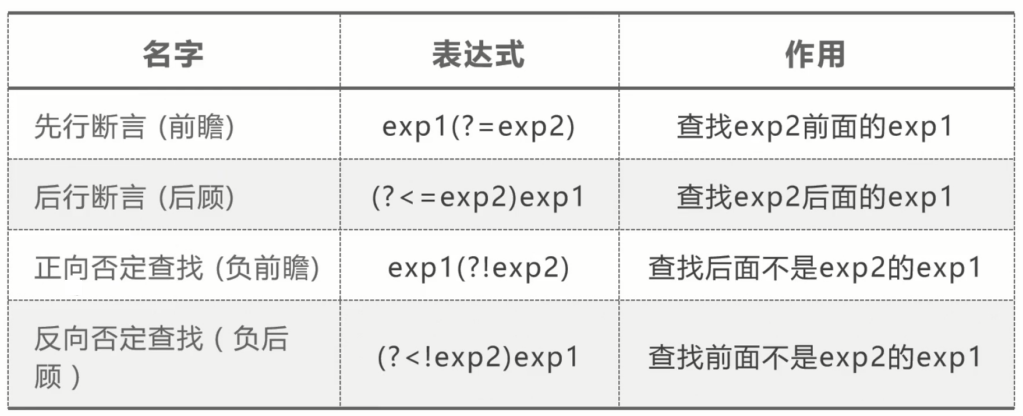 名字 表达式 作用
先行断言 (前瞻) exp1(?=exp2) 查找exp2前面的exp1
后行断言 (后顾) (?<=exp2)exp1 查找exp2后面的exp1
正向否定查找 (负前瞻) exp1(?!exp2) 查找后面不是exp2的exp1
反向否定查找 ( 负后
顾 ) (?<!exp2)exp1 查找前面不是exp2的exp1